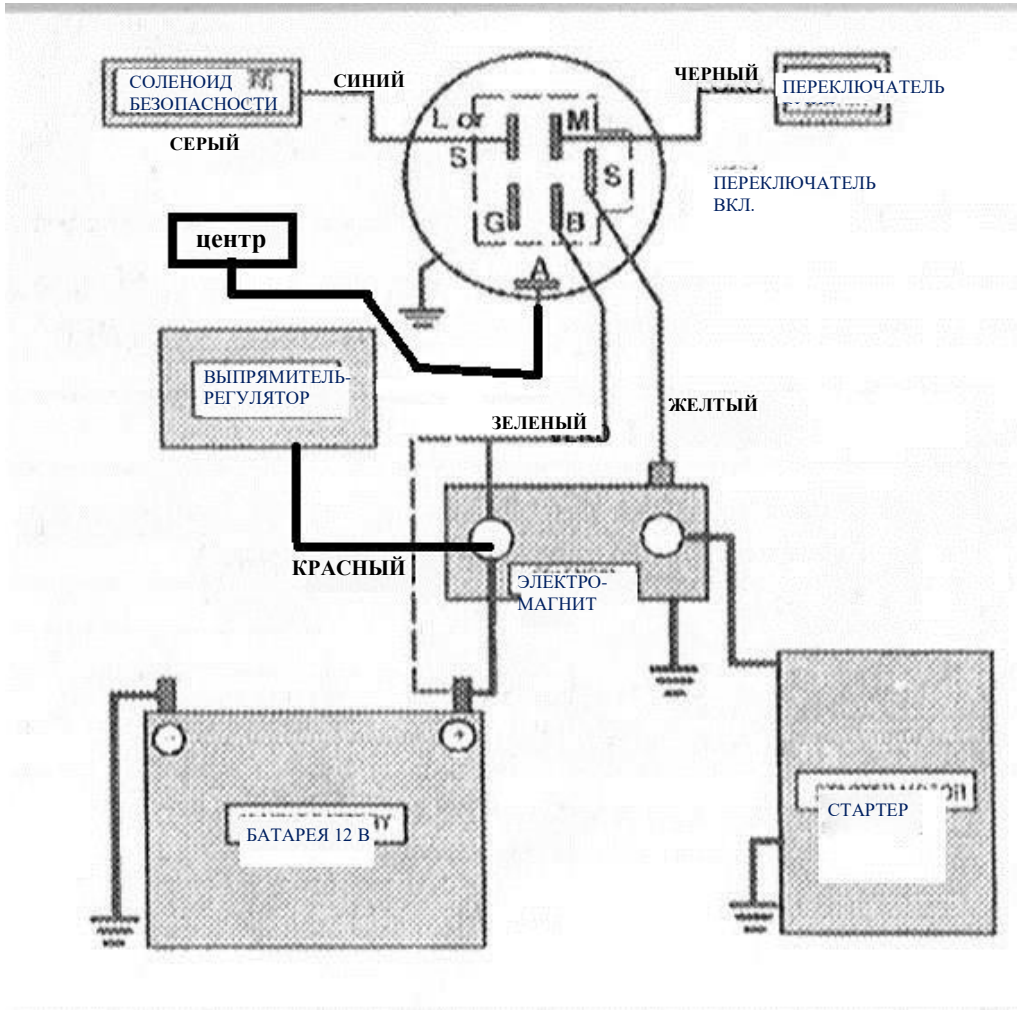 СОЛЕНОИД
БЕЗОПАСНОСТИ
СИНИЙ
ЧЕРНЫЙ
ПЕРЕКЛЮЧАТЕЛЬ
СЕРЫЙ
L or
S
M
S
G
B
A
ПЕРЕКЛЮЧАТЕЛЬ
ВКЛ.
центр
ВЫПРЯМИТЕЛЬ-
РЕГУЛЯТОР
ЗЕЛЕНЫЙ
ЖЕЛТЫЙ
КРАСНЫЙ
ЭЛЕКТРО-
МАГНИТ
-
+
БАТАРЕЯ 12 В
СТАРТЕР